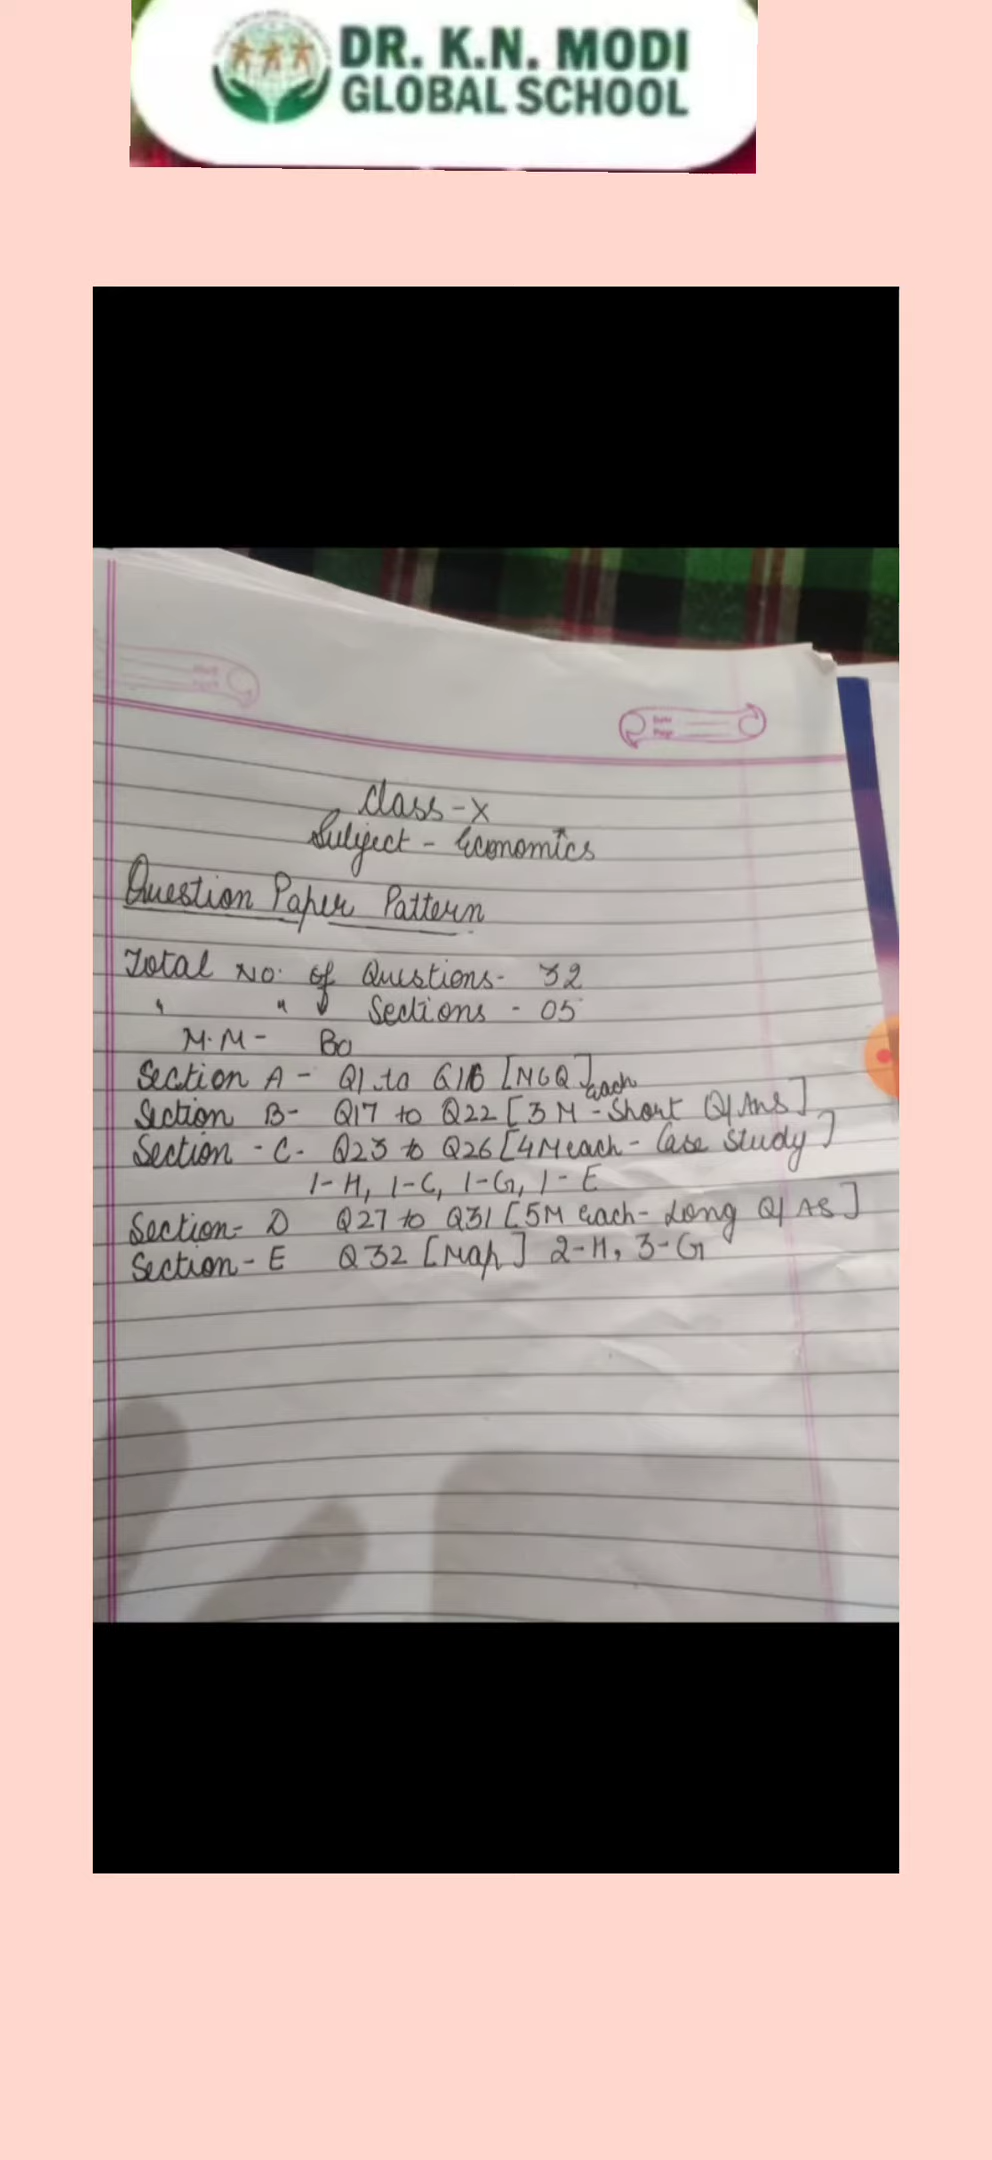 DR. K.N. MODI
GLOBAL SCHOOL
Date
Page
Class - X
Subject - Economics
Question Paper Pattern
Total No. of Questions - 32
" " " Sections - 05
M.M - 80
Section A - Q1 to Q16 [MCQ]
Section B - Q17 to Q22 [3 M each - Short Q/Ans]
Section - C - Q23 to Q26 [4M each - Case Study]
1-H, 1-C, 1-G, 1-E
Section - D Q27 to Q31 [5M each - Long Q/AS]
Section - E Q32 [Map] 2-H, 3-G